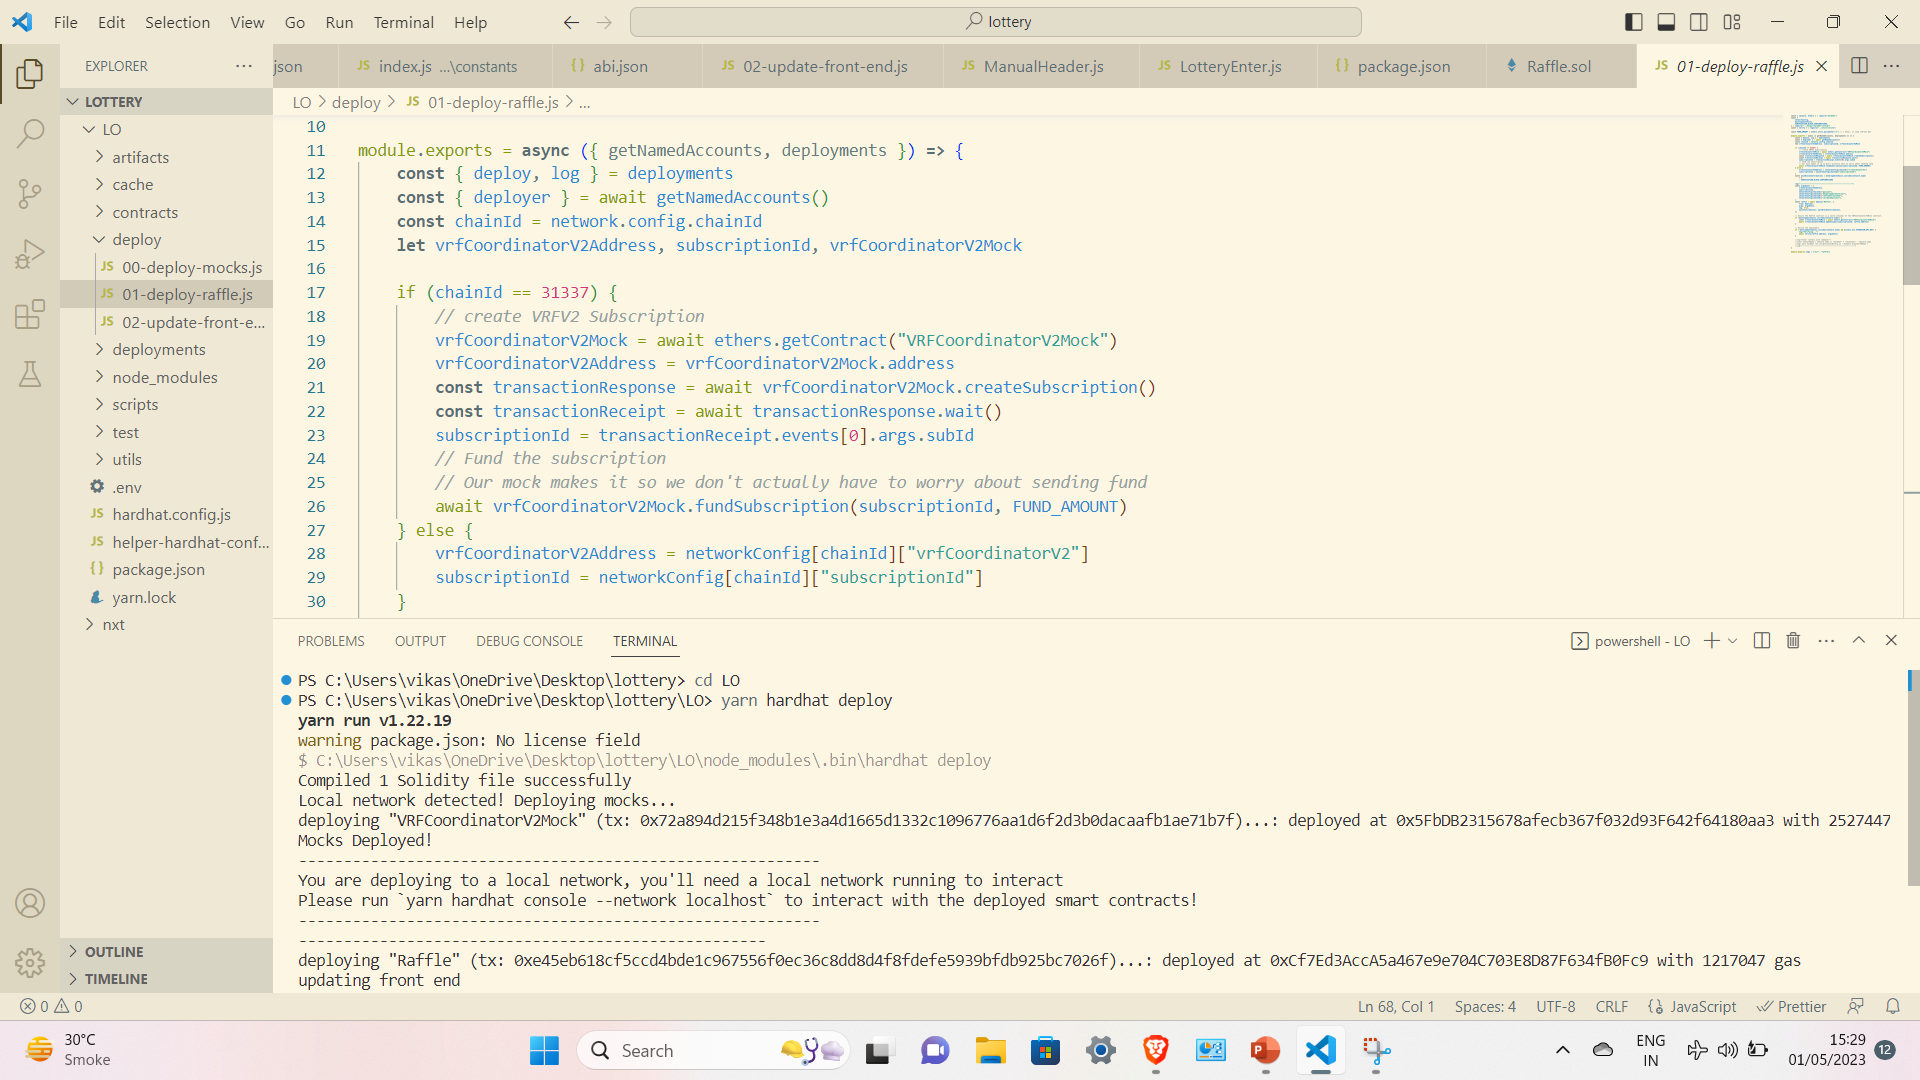 File Edit Selection View Go Run Terminal Help
lottery
EXPLORER
json
JS index.js ...\constants
{} abi.json
JS 02-update-front-end.js
JS ManualHeader.js
JS LotteryEnter.js
{} package.json
Raffle.sol
JS 01-deploy-raffle.js
LOTTERY
LO
artifacts
cache
contracts
deploy
JS 00-deploy-mocks.js
JS 01-deploy-raffle.js
JS 02-update-front-e...
deployments
node_modules
scripts
test
utils
.env
JS hardhat.config.js
JS helper-hardhat-conf...
{} package.json
yarn.lock
nxt
OUTLINE
TIMELINE
LO > deploy > JS 01-deploy-raffle.js > ...
10
11 module.exports = async ({ getNamedAccounts, deployments }) => {
12 const { deploy, log } = deployments
13 const { deployer } = await getNamedAccounts()
14 const chainId = network.config.chainId
15 let vrfCoordinatorV2Address, subscriptionId, vrfCoordinatorV2Mock
16
17 if (chainId == 31337) {
18 // create VRFV2 Subscription
19 vrfCoordinatorV2Mock = await ethers.getContract("VRFCoordinatorV2Mock")
20 vrfCoordinatorV2Address = vrfCoordinatorV2Mock.address
21 const transactionResponse = await vrfCoordinatorV2Mock.createSubscription()
22 const transactionReceipt = await transactionResponse.wait()
23 subscriptionId = transactionReceipt.events[0].args.subId
24 // Fund the subscription
25 // Our mock makes it so we don't actually have to worry about sending fund
26 await vrfCoordinatorV2Mock.fundSubscription(subscriptionId, FUND_AMOUNT)
27 } else {
28 vrfCoordinatorV2Address = networkConfig[chainId]["vrfCoordinatorV2"]
29 subscriptionId = networkConfig[chainId]["subscriptionId"]
30 }
PROBLEMS OUTPUT DEBUG CONSOLE TERMINAL
powershell - LO
PS C:\Users\vikas\OneDrive\Desktop\lottery> cd LO
PS C:\Users\vikas\OneDrive\Desktop\lottery\LO> yarn hardhat deploy
yarn run v1.22.19
warning package.json: No license field
$ C:\Users\vikas\OneDrive\Desktop\lottery\LO\node_modules\.bin\hardhat deploy
Compiled 1 Solidity file successfully
Local network detected! Deploying mocks...
deploying "VRFCoordinatorV2Mock" (tx: 0x72a894d215f348b1e3a4d1665d1332c1096776aa1d6f2d3b0dacaafb1ae71b7f)...: deployed at 0x5FbDB2315678afecb367f032d93F642f64180aa3 with 2527447
Mocks Deployed!
----------------------------------------------------------
You are deploying to a local network, you'll need a local network running to interact
Please run `yarn hardhat console --network localhost` to interact with the deployed smart contracts!
----------------------------------------------------------
----------------------------------------------------
deploying "Raffle" (tx: 0xe45eb618cf5ccd4bde1c967556f0ec36c8dd8d4f8fdefe5939bfdb925bc7026f)...: deployed at 0xCf7Ed3AccA5a467e9e704C703E8D87F634fB0Fc9 with 1217047 gas
updating front end
0 0
Ln 68, Col 1 Spaces: 4 UTF-8 CRLF {} JavaScript Prettier
30°C
Smoke
Search
ENG
IN
15:29
01/05/2023
12